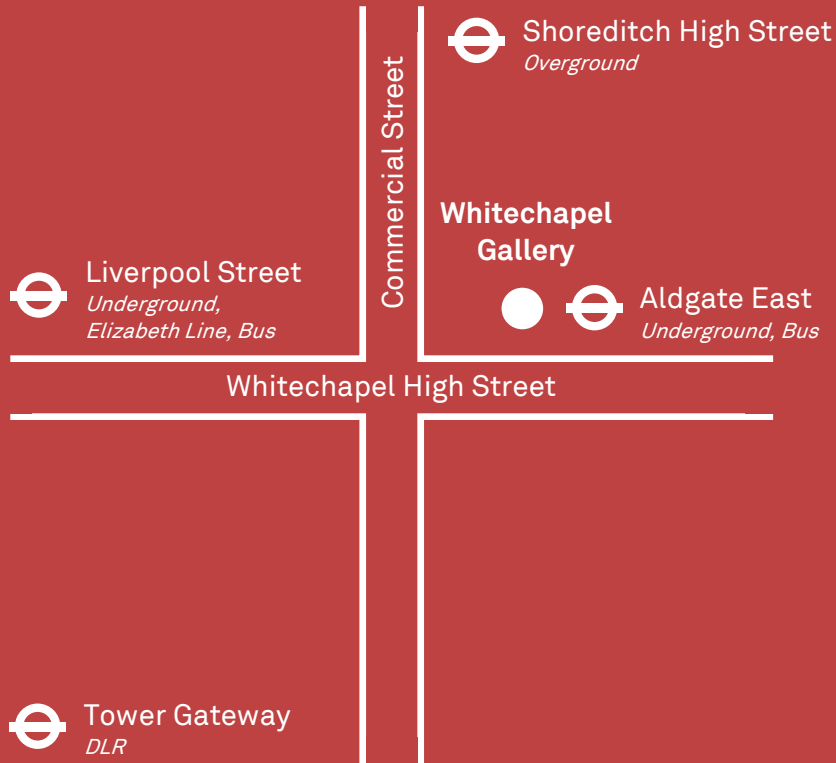 Shoreditch High Street
Overground
Commercial Street
Whitechapel
Gallery
Liverpool Street
Underground,
Elizabeth Line, Bus
Aldgate East
Underground, Bus
Whitechapel High Street
Tower Gateway
DLR